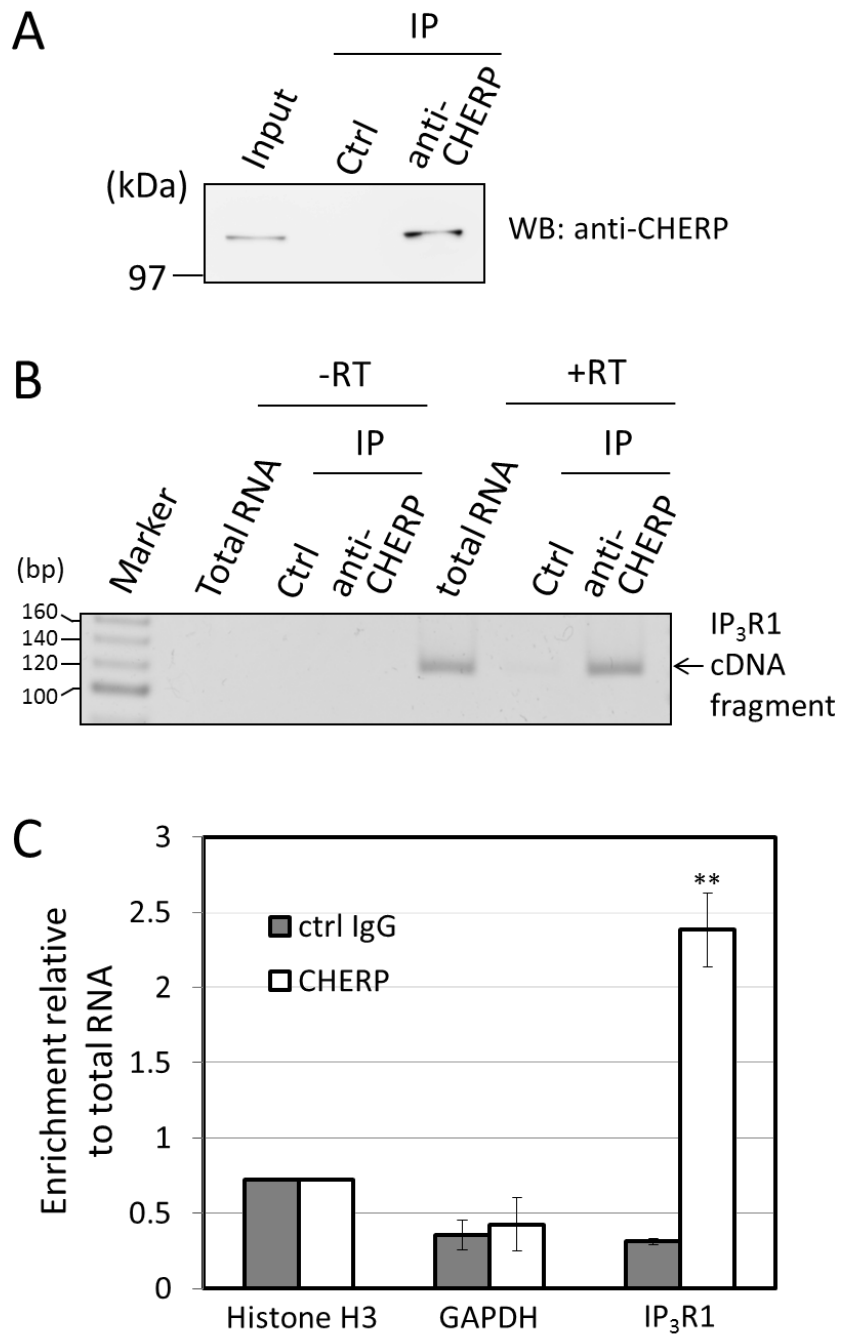 A
IP
Input
Ctrl
anti-
CHERP
(kDa)
WB: anti-CHERP
97
B
-RT
+RT
IP
IP
Marker
Total RNA
Ctrl
anti-
CHERP
total RNA
Ctrl
anti-
CHERP
(bp)
160
140
120
100
IP₃R1
cDNA
fragment
C
Enrichment relative
to total RNA
3
2.5
2
1.5
1
0.5
0
ctrl IgG
CHERP
**
Histone H3
GAPDH
IP₃R1